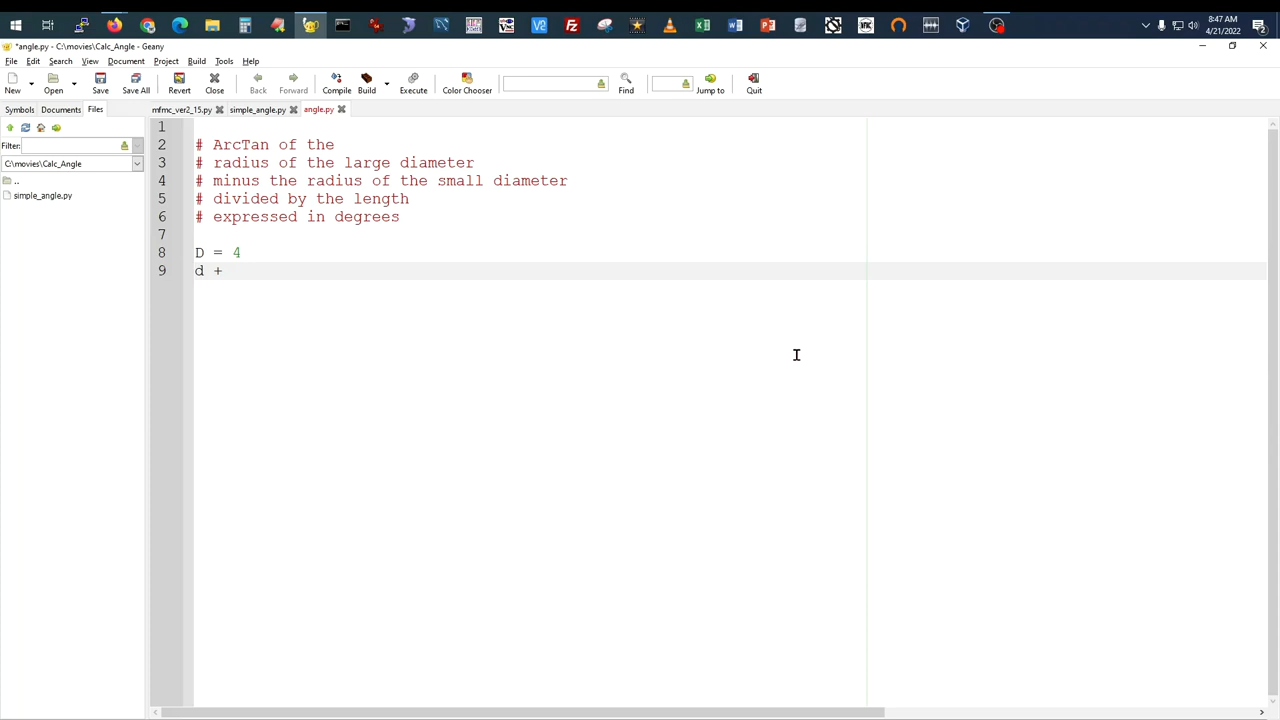 8:47 AM
4/21/2022
2
*angle.py - C:\movies\Calc_Angle - Geany
File Edit Search View Document Project Build Tools Help
New Open Save Save All Revert Close Back Forward Compile Build Execute Color Chooser Find Jump to Quit
Symbols Documents Files
mfmc_ver2_15.py simple_angle.py angle.py
Filter:
C:\movies\Calc_Angle
..
simple_angle.py
1
2 # ArcTan of the
3 # radius of the large diameter
4 # minus the radius of the small diameter
5 # divided by the length
6 # expressed in degrees
7
8 D = 4
9 d +